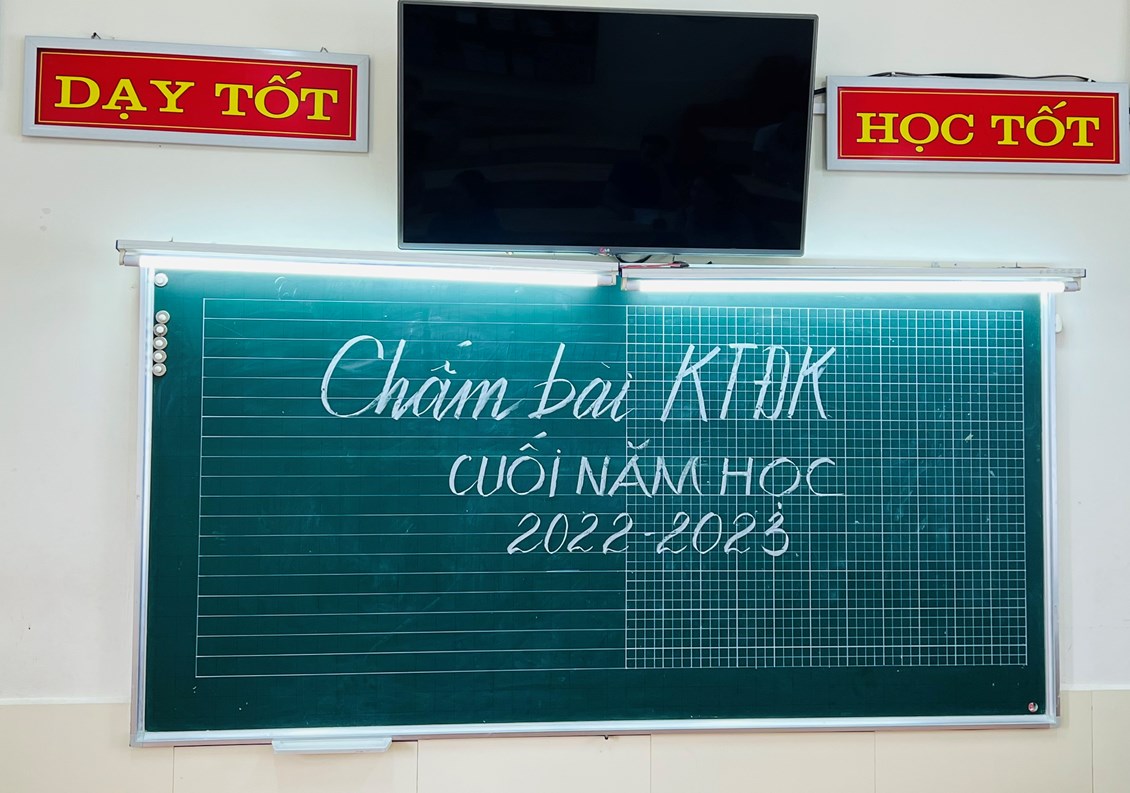 DẠY TỐT
HỌC TỐT
Chấm bài KTĐK
CUỐI NĂM HỌC
2022-2023